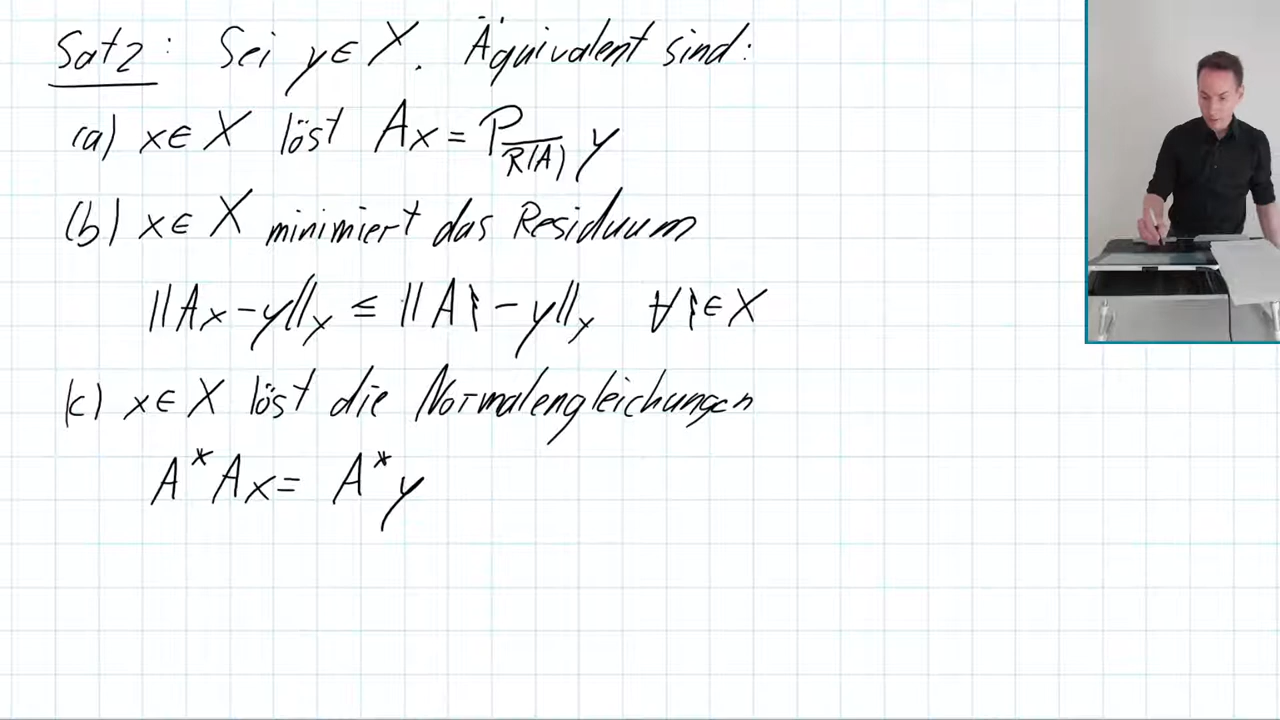 Satz: Sei y ∈ X. Äquivalent sind:
(a) x ∈ X löst Ax = P_{\overline{R(A)}} y
(b) x ∈ X minimiert das Residuum
||Ax - y||_y ≤ ||Aξ - y||_y ∀ξ ∈ X
(c) x ∈ X löst die Normalengleichungen
A*Ax = A*y